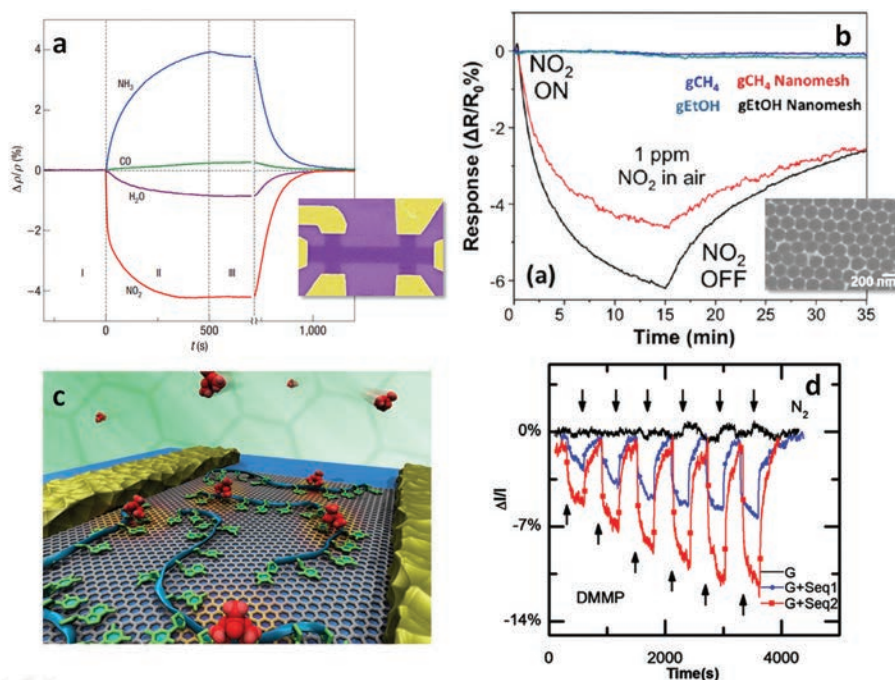 a
4
2
0
−2
−4
Δρ/ρ (%)
NH3
CO
H2O
NO2
I
II
III
0
500
1,000
t (s)
b
0
-2
-4
-6
Response (ΔR/R0%)
NO2
ON
gCH4 gCH4 Nanomesh
gEtOH gEtOH Nanomesh
1 ppm
NO2 in air
(a)
NO2
OFF
200 nm
0 5 10 15 20 25 30 35
Time (min)
c
d
N2
0%
-7%
-14%
ΔI/I
DMMP
G
G+Seq1
G+Seq2
0 2000 4000
Time(s)